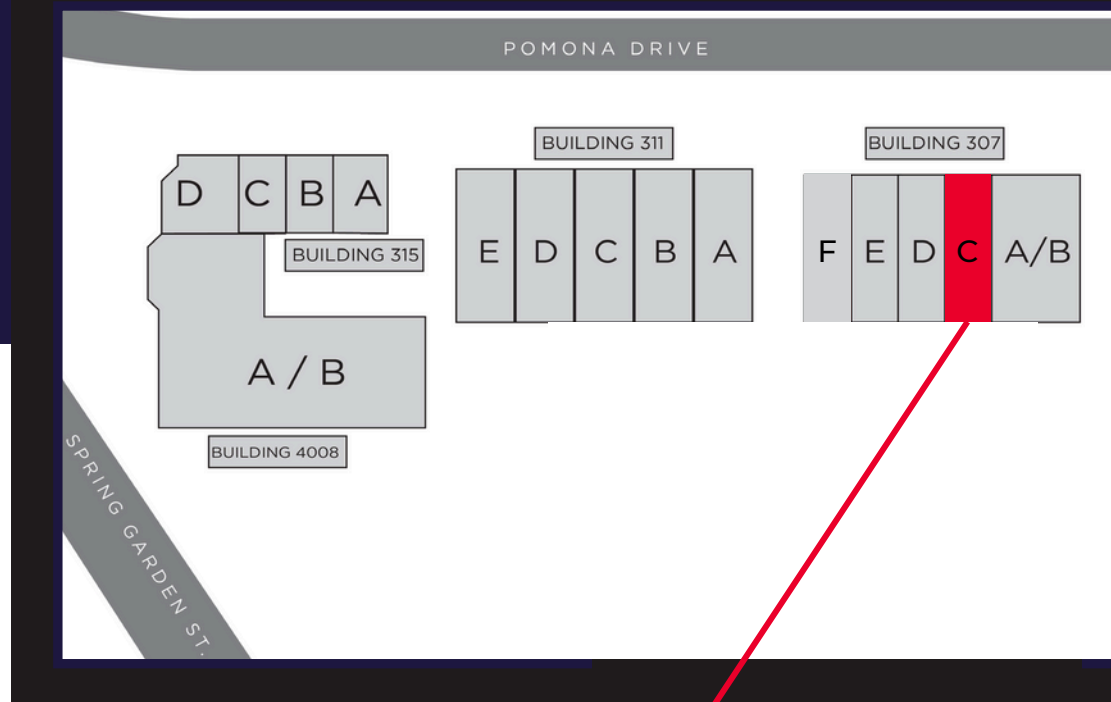 POMONA DRIVE
BUILDING 311
BUILDING 307
D C B A
BUILDING 315
E D C B A
F E D C A/B
A / B
BUILDING 4008
SPRING GARDEN ST.